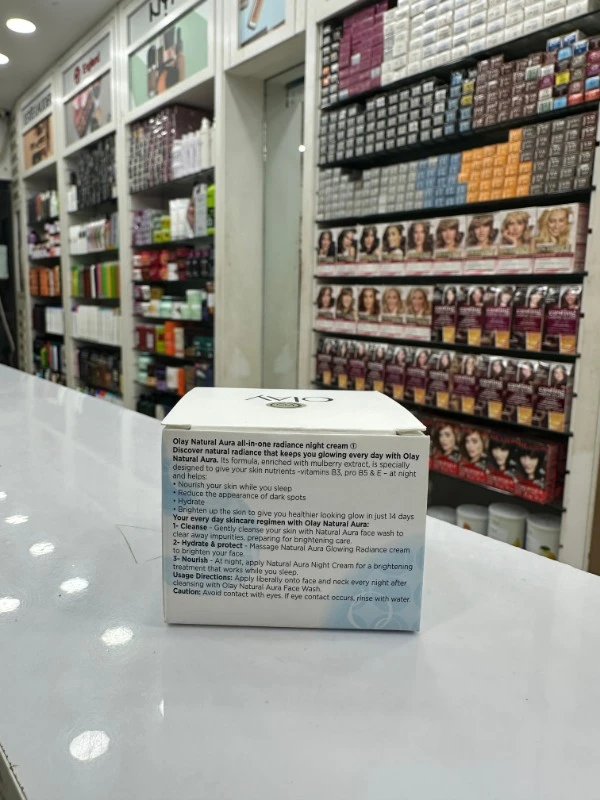 OLAY
Olay Natural Aura all-in-one radiance night cream ①
Discover natural radiance that keeps you glowing every day with Olay
Natural Aura. Its formula, enriched with mulberry extract, is specially
designed to give your skin nutrients -vitamins B3, pro B5 & E – at night
and helps:
• Nourish your skin while you sleep
• Reduce the appearance of dark spots
• Hydrate
• Brighten up the skin to give you healthier looking glow in just 14 days
Your every day skincare regimen with Olay Natural Aura:
1- Cleanse - Gently cleanse your skin with Natural Aura face wash to
clear away impurities, preparing for brightening care.
2- Hydrate & protect - Massage Natural Aura Glowing Radiance cream
to brighten your face.
3- Nourish - At night, apply Natural Aura Night Cream for a brightening
treatment that works while you sleep.
Usage Directions: Apply liberally onto face and neck every night after
cleansing with Olay Natural Aura Face Wash.
Caution: Avoid contact with eyes. If eye contact occurs, rinse with water.